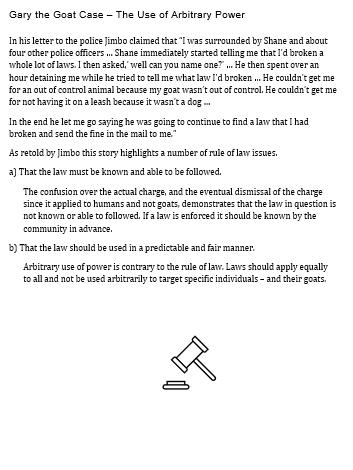 Gary the Goat Case – The Use of Arbitrary Power
In his letter to the police Jimbo claimed that "I was surrounded by Shane and about
four other police officers ... Shane immediately started telling me that I'd broken a
whole lot of laws. I then asked,' well can you name one?' ... He then spent over an
hour detaining me while he tried to tell me what law I'd broken ... He couldn't get me
for an out of control animal because my goat wasn't out of control. He couldn't get me
for not having it on a leash because it wasn't a dog ...
In the end he let me go saying he was going to continue to find a law that I had
broken and send the fine in the mail to me."
As retold by Jimbo this story highlights a number of rule of law issues.
a) That the law must be known and able to be followed.
The confusion over the actual charge, and the eventual dismissal of the charge
since it applied to humans and not goats, demonstrates that the law in question is
not known or able to followed. If a law is enforced it should be known by the
community in advance.
b) That the law should be used in a predictable and fair manner.
Arbitrary use of power is contrary to the rule of law. Laws should apply equally
to all and not be used arbitrarily to target specific individuals – and their goats.